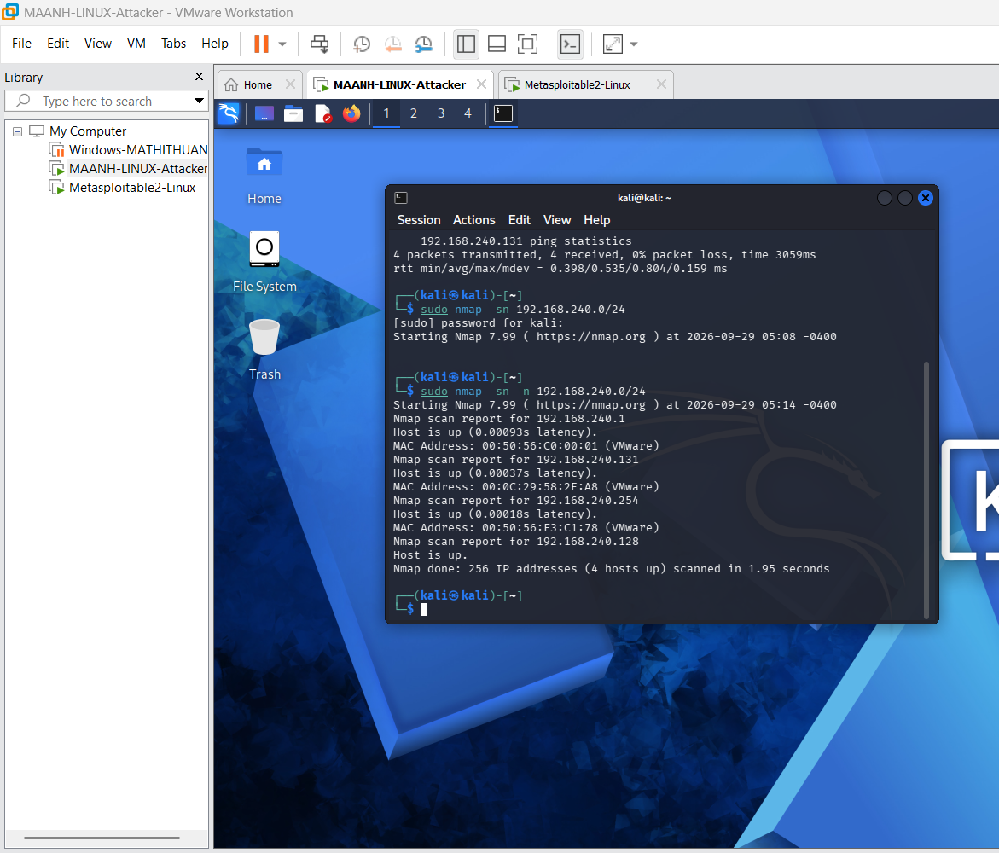 MAANH-LINUX-Attacker - VMware Workstation
File Edit View VM Tabs Help
Library
Type here to search
My Computer
Windows-MATHITHUAN
MAANH-LINUX-Attacker
Metasploitable2-Linux
Home MAANH-LINUX-Attacker Metasploitable2-Linux
1 2 3 4
Home
File System
Trash
kali@kali: ~
Session Actions Edit View Help
— 192.168.240.131 ping statistics —
4 packets transmitted, 4 received, 0% packet loss, time 3059ms
rtt min/avg/max/mdev = 0.398/0.535/0.804/0.159 ms
┌──(kali㉿kali)-[~]
└─$ sudo nmap -sn 192.168.240.0/24
[sudo] password for kali:
Starting Nmap 7.99 ( https://nmap.org ) at 2026-09-29 05:08 -0400
┌──(kali㉿kali)-[~]
└─$ sudo nmap -sn -n 192.168.240.0/24
Starting Nmap 7.99 ( https://nmap.org ) at 2026-09-29 05:14 -0400
Nmap scan report for 192.168.240.1
Host is up (0.00093s latency).
MAC Address: 00:50:56:C0:00:01 (VMware)
Nmap scan report for 192.168.240.131
Host is up (0.00037s latency).
MAC Address: 00:0C:29:58:2E:A8 (VMware)
Nmap scan report for 192.168.240.254
Host is up (0.00018s latency).
MAC Address: 00:50:56:F3:C1:78 (VMware)
Nmap scan report for 192.168.240.128
Host is up.
Nmap done: 256 IP addresses (4 hosts up) scanned in 1.95 seconds
┌──(kali㉿kali)-[~]
└─$
K